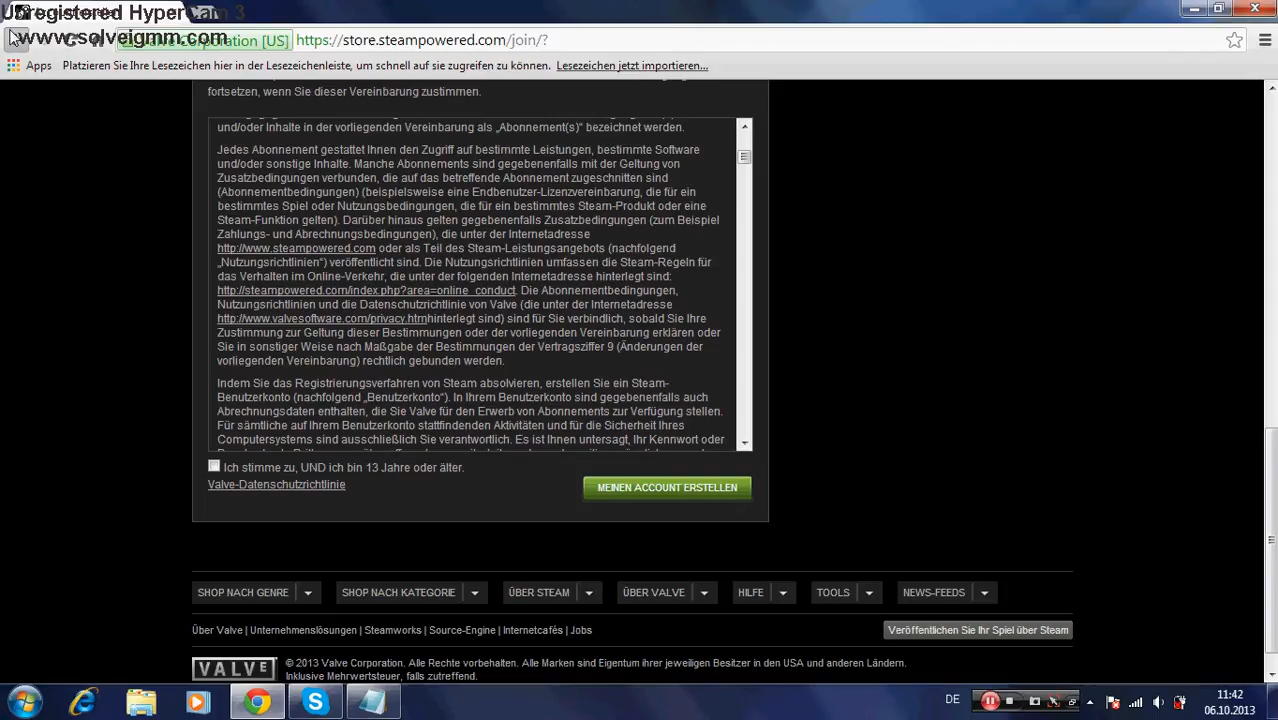 Unregistered HyperCam 3
www.solveigmm.com
Valve Corporation [US]
https://store.steampowered.com/join/?
Apps
Platzieren Sie Ihre Lesezeichen hier in der Lesezeichenleiste, um schnell auf sie zugreifen zu können.
Lesezeichen jetzt importieren...
fortsetzen, wenn Sie dieser Vereinbarung zustimmen.
und/oder Inhalte in der vorliegenden Vereinbarung als „Abonnement(s)“ bezeichnet werden.
Jedes Abonnement gestattet Ihnen den Zugriff auf bestimmte Leistungen, bestimmte Software
und/oder sonstige Inhalte. Manche Abonnements sind gegebenenfalls mit der Geltung von
Zusatzbedingungen verbunden, die auf das betreffende Abonnement zugeschnitten sind
(Abonnementbedingungen) (beispielsweise eine Endbenutzer-Lizenzvereinbarung, die für ein
bestimmtes Spiel oder Nutzungsbedingungen, die für ein bestimmtes Steam-Produkt oder eine
Steam-Funktion gelten). Darüber hinaus gelten gegebenenfalls Zusatzbedingungen (zum Beispiel
Zahlungs- und Abrechnungsbedingungen), die unter der Internetadresse
http://www.steampowered.com oder als Teil des Steam-Leistungsangebots (nachfolgend
„Nutzungsrichtlinien“) veröffentlicht sind. Die Nutzungsrichtlinien umfassen die Steam-Regeln für
das Verhalten im Online-Verkehr, die unter der folgenden Internetadresse hinterlegt sind:
http://steampowered.com/index.php?area=online_conduct. Die Abonnementbedingungen,
Nutzungsrichtlinien und die Datenschutzrichtlinie von Valve (die unter der Internetadresse
http://www.valvesoftware.com/privacy.htmhinterlegt sind) sind für Sie verbindlich, sobald Sie Ihre
Zustimmung zur Geltung dieser Bestimmungen oder der vorliegenden Vereinbarung erklären oder
Sie in sonstiger Weise nach Maßgabe der Bestimmungen der Vertragsziffer 9 (Änderungen der
vorliegenden Vereinbarung) rechtlich gebunden werden.
Indem Sie das Registrierungsverfahren von Steam absolvieren, erstellen Sie ein Steam-
Benutzerkonto (nachfolgend „Benutzerkonto“). In Ihrem Benutzerkonto sind gegebenenfalls auch
Abrechnungsdaten enthalten, die Sie Valve für den Erwerb von Abonnements zur Verfügung stellen.
Für sämtliche auf Ihrem Benutzerkonto stattfindenden Aktivitäten und für die Sicherheit Ihres
Computersystems sind ausschließlich Sie verantwortlich. Es ist Ihnen untersagt, Ihr Kennwort oder
Ich stimme zu, UND ich bin 13 Jahre oder älter.
Valve-Datenschutzrichtlinie
MEINEN ACCOUNT ERSTELLEN
SHOP NACH GENRE
SHOP NACH KATEGORIE
ÜBER STEAM
ÜBER VALVE
HILFE
TOOLS
NEWS-FEEDS
Über Valve | Unternehmenslösungen | Steamworks | Source-Engine | Internetcafés | Jobs
Veröffentlichen Sie Ihr Spiel über Steam
VALVE
© 2013 Valve Corporation. Alle Rechte vorbehalten. Alle Marken sind Eigentum ihrer jeweiligen Besitzer in den USA und anderen Ländern.
Inklusive Mehrwertsteuer, falls zutreffend.
DE
11:42
06.10.2013